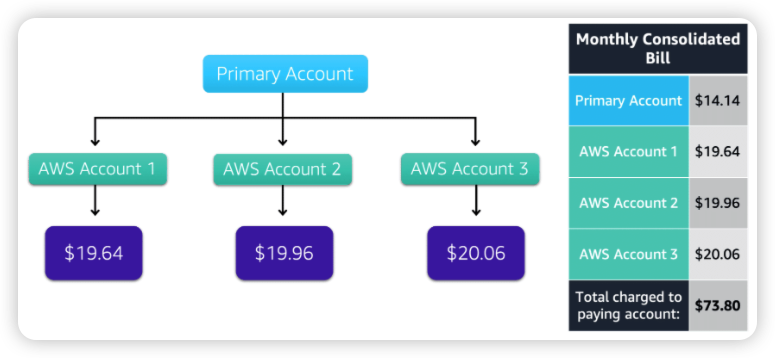 Primary Account
AWS Account 1
AWS Account 2
AWS Account 3
$19.64
$19.96
$20.06
Monthly Consolidated
Bill
Primary Account $14.14
AWS Account 1 $19.64
AWS Account 2 $19.96
AWS Account 3 $20.06
Total charged to
paying account: $73.80